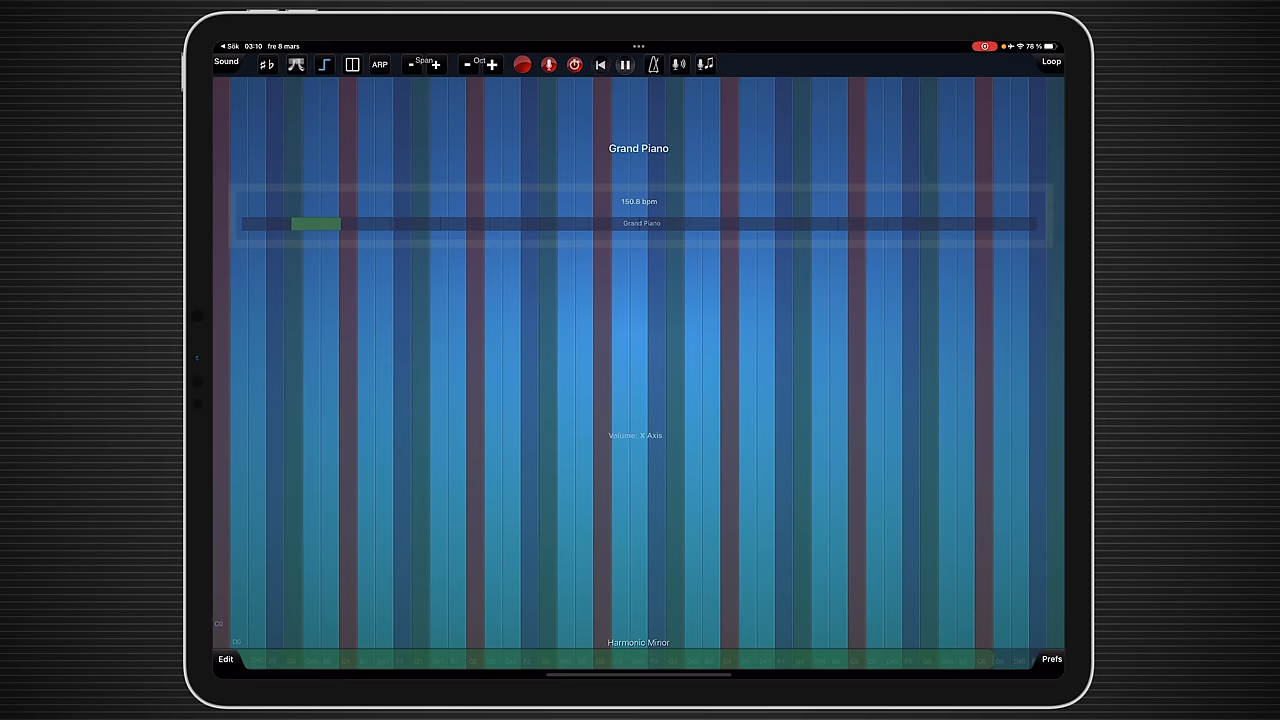 ◀ Sök 03:10 fre 8 mars 78 %
Sound ♯♭ ARP - Span + - Oct + Loop
Grand Piano
150.8 bpm
Grand Piano
Volume: X Axis
C0
D0
Harmonic Minor
Edit Prefs